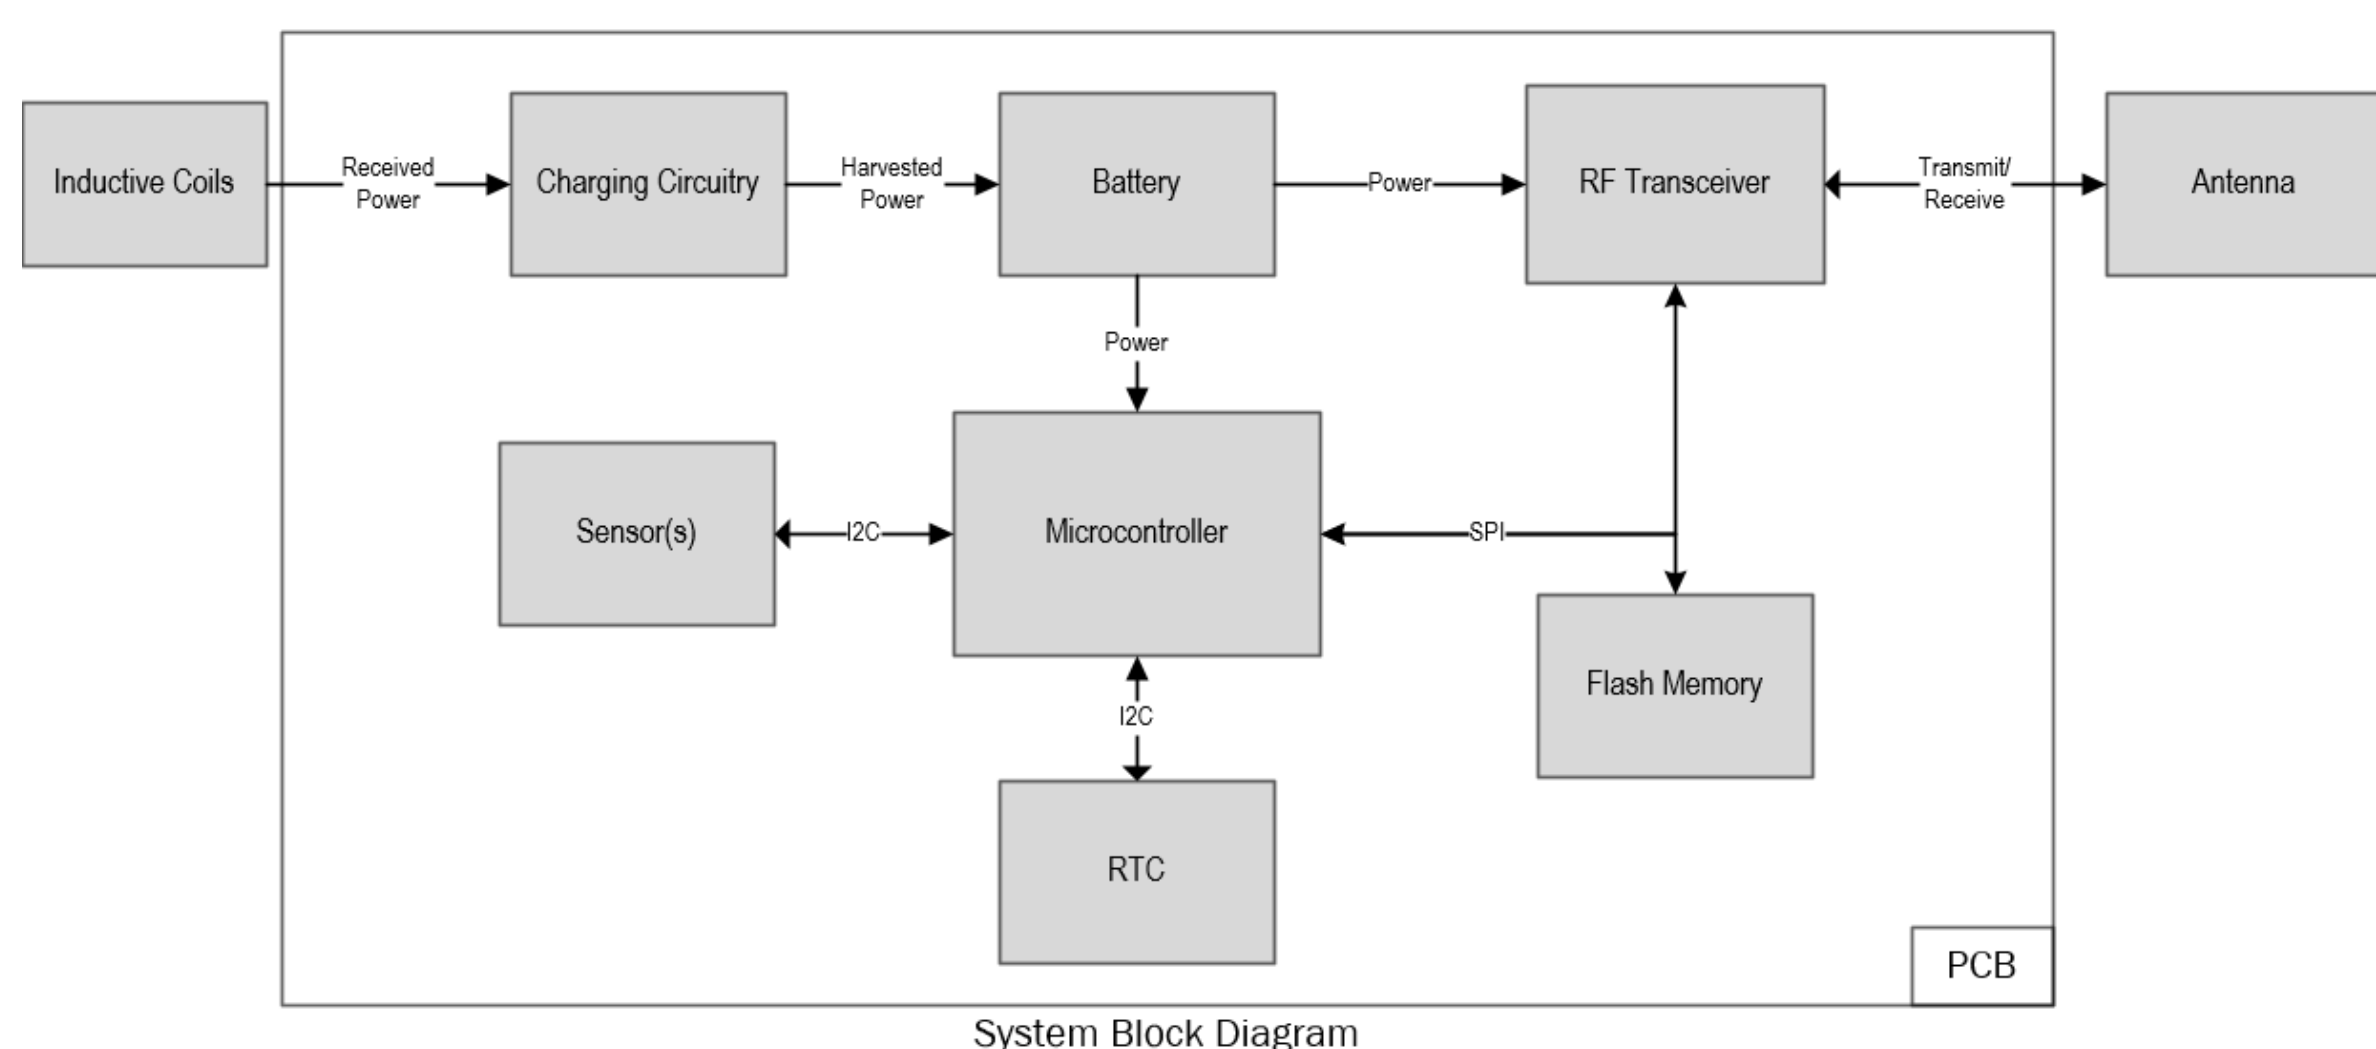 Inductive Coils
Received
Power
Charging Circuitry
Harvested
Power
Battery
Power
RF Transceiver
Transmit/
Receive
Antenna
Power
Sensor(s)
I2C
Microcontroller
SPI
Flash Memory
I2C
RTC
PCB
System Block Diagram